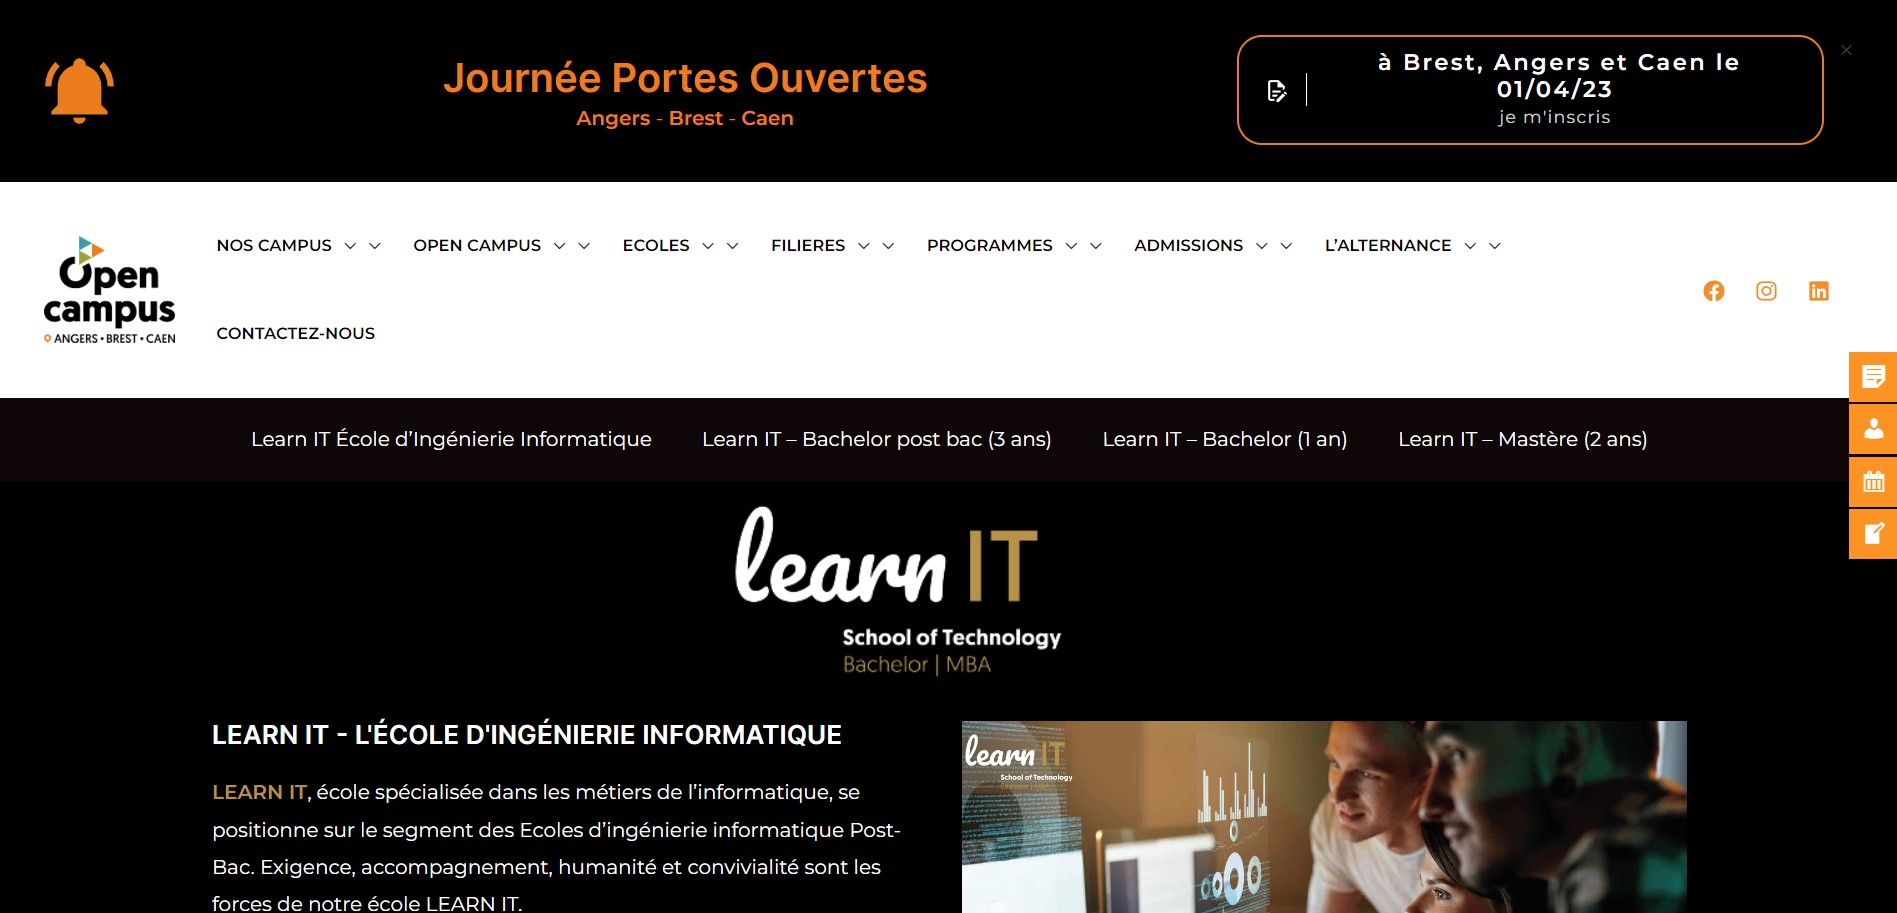 Journée Portes Ouvertes
Angers - Brest - Caen
à Brest, Angers et Caen le
01/04/23
je m'inscris
Open
campus
ANGERS • BREST • CAEN
NOS CAMPUS
OPEN CAMPUS
ECOLES
FILIERES
PROGRAMMES
ADMISSIONS
L’ALTERNANCE
CONTACTEZ-NOUS
Learn IT École d’Ingénierie Informatique
Learn IT – Bachelor post bac (3 ans)
Learn IT – Bachelor (1 an)
Learn IT – Mastère (2 ans)
learn IT
School of Technology
Bachelor | MBA
LEARN IT - L'ÉCOLE D'INGÉNIERIE INFORMATIQUE
LEARN IT, école spécialisée dans les métiers de l’informatique, se
positionne sur le segment des Ecoles d’ingénierie informatique Post-
Bac. Exigence, accompagnement, humanité et convivialité sont les
forces de notre école LEARN IT.
learn IT
School of Technology
Bachelor | MBA